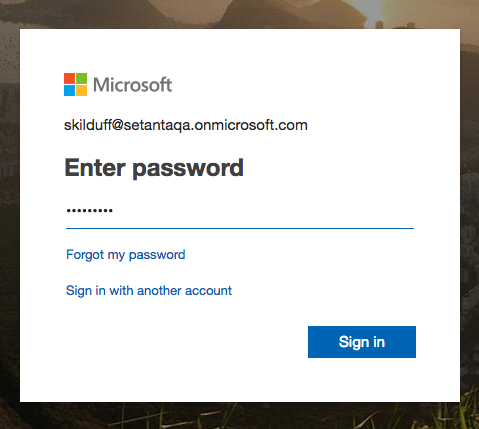 Microsoft
skilduff@setantaqa.onmicrosoft.com
Enter password
•••••••••
Forgot my password
Sign in with another account
Sign in